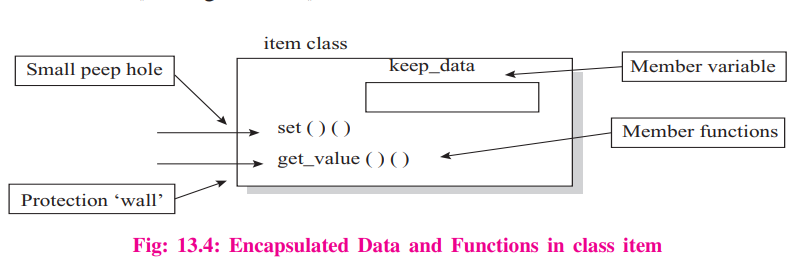 item class
keep_data
Small peep hole
Member variable
set ( ) ( )
Member functions
get_value ( ) ( )
Protection ‘wall’
Fig: 13.4: Encapsulated Data and Functions in class item